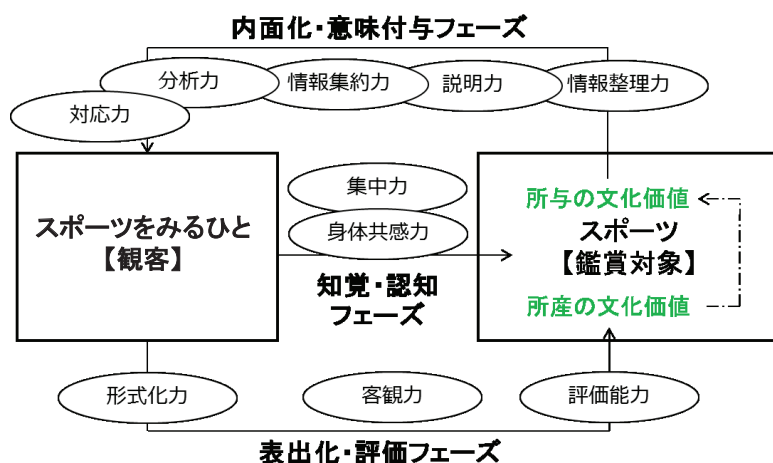 内面化・意味付与フェーズ
分析力
情報集約力
説明力
情報整理力
対応力
スポーツをみるひと
【観客】
集中力
身体共感力
知覚・認知
フェーズ
所与の文化価値
スポーツ
【鑑賞対象】
所産の文化価値
形式化力
客観力
評価能力
表出化・評価フェーズ